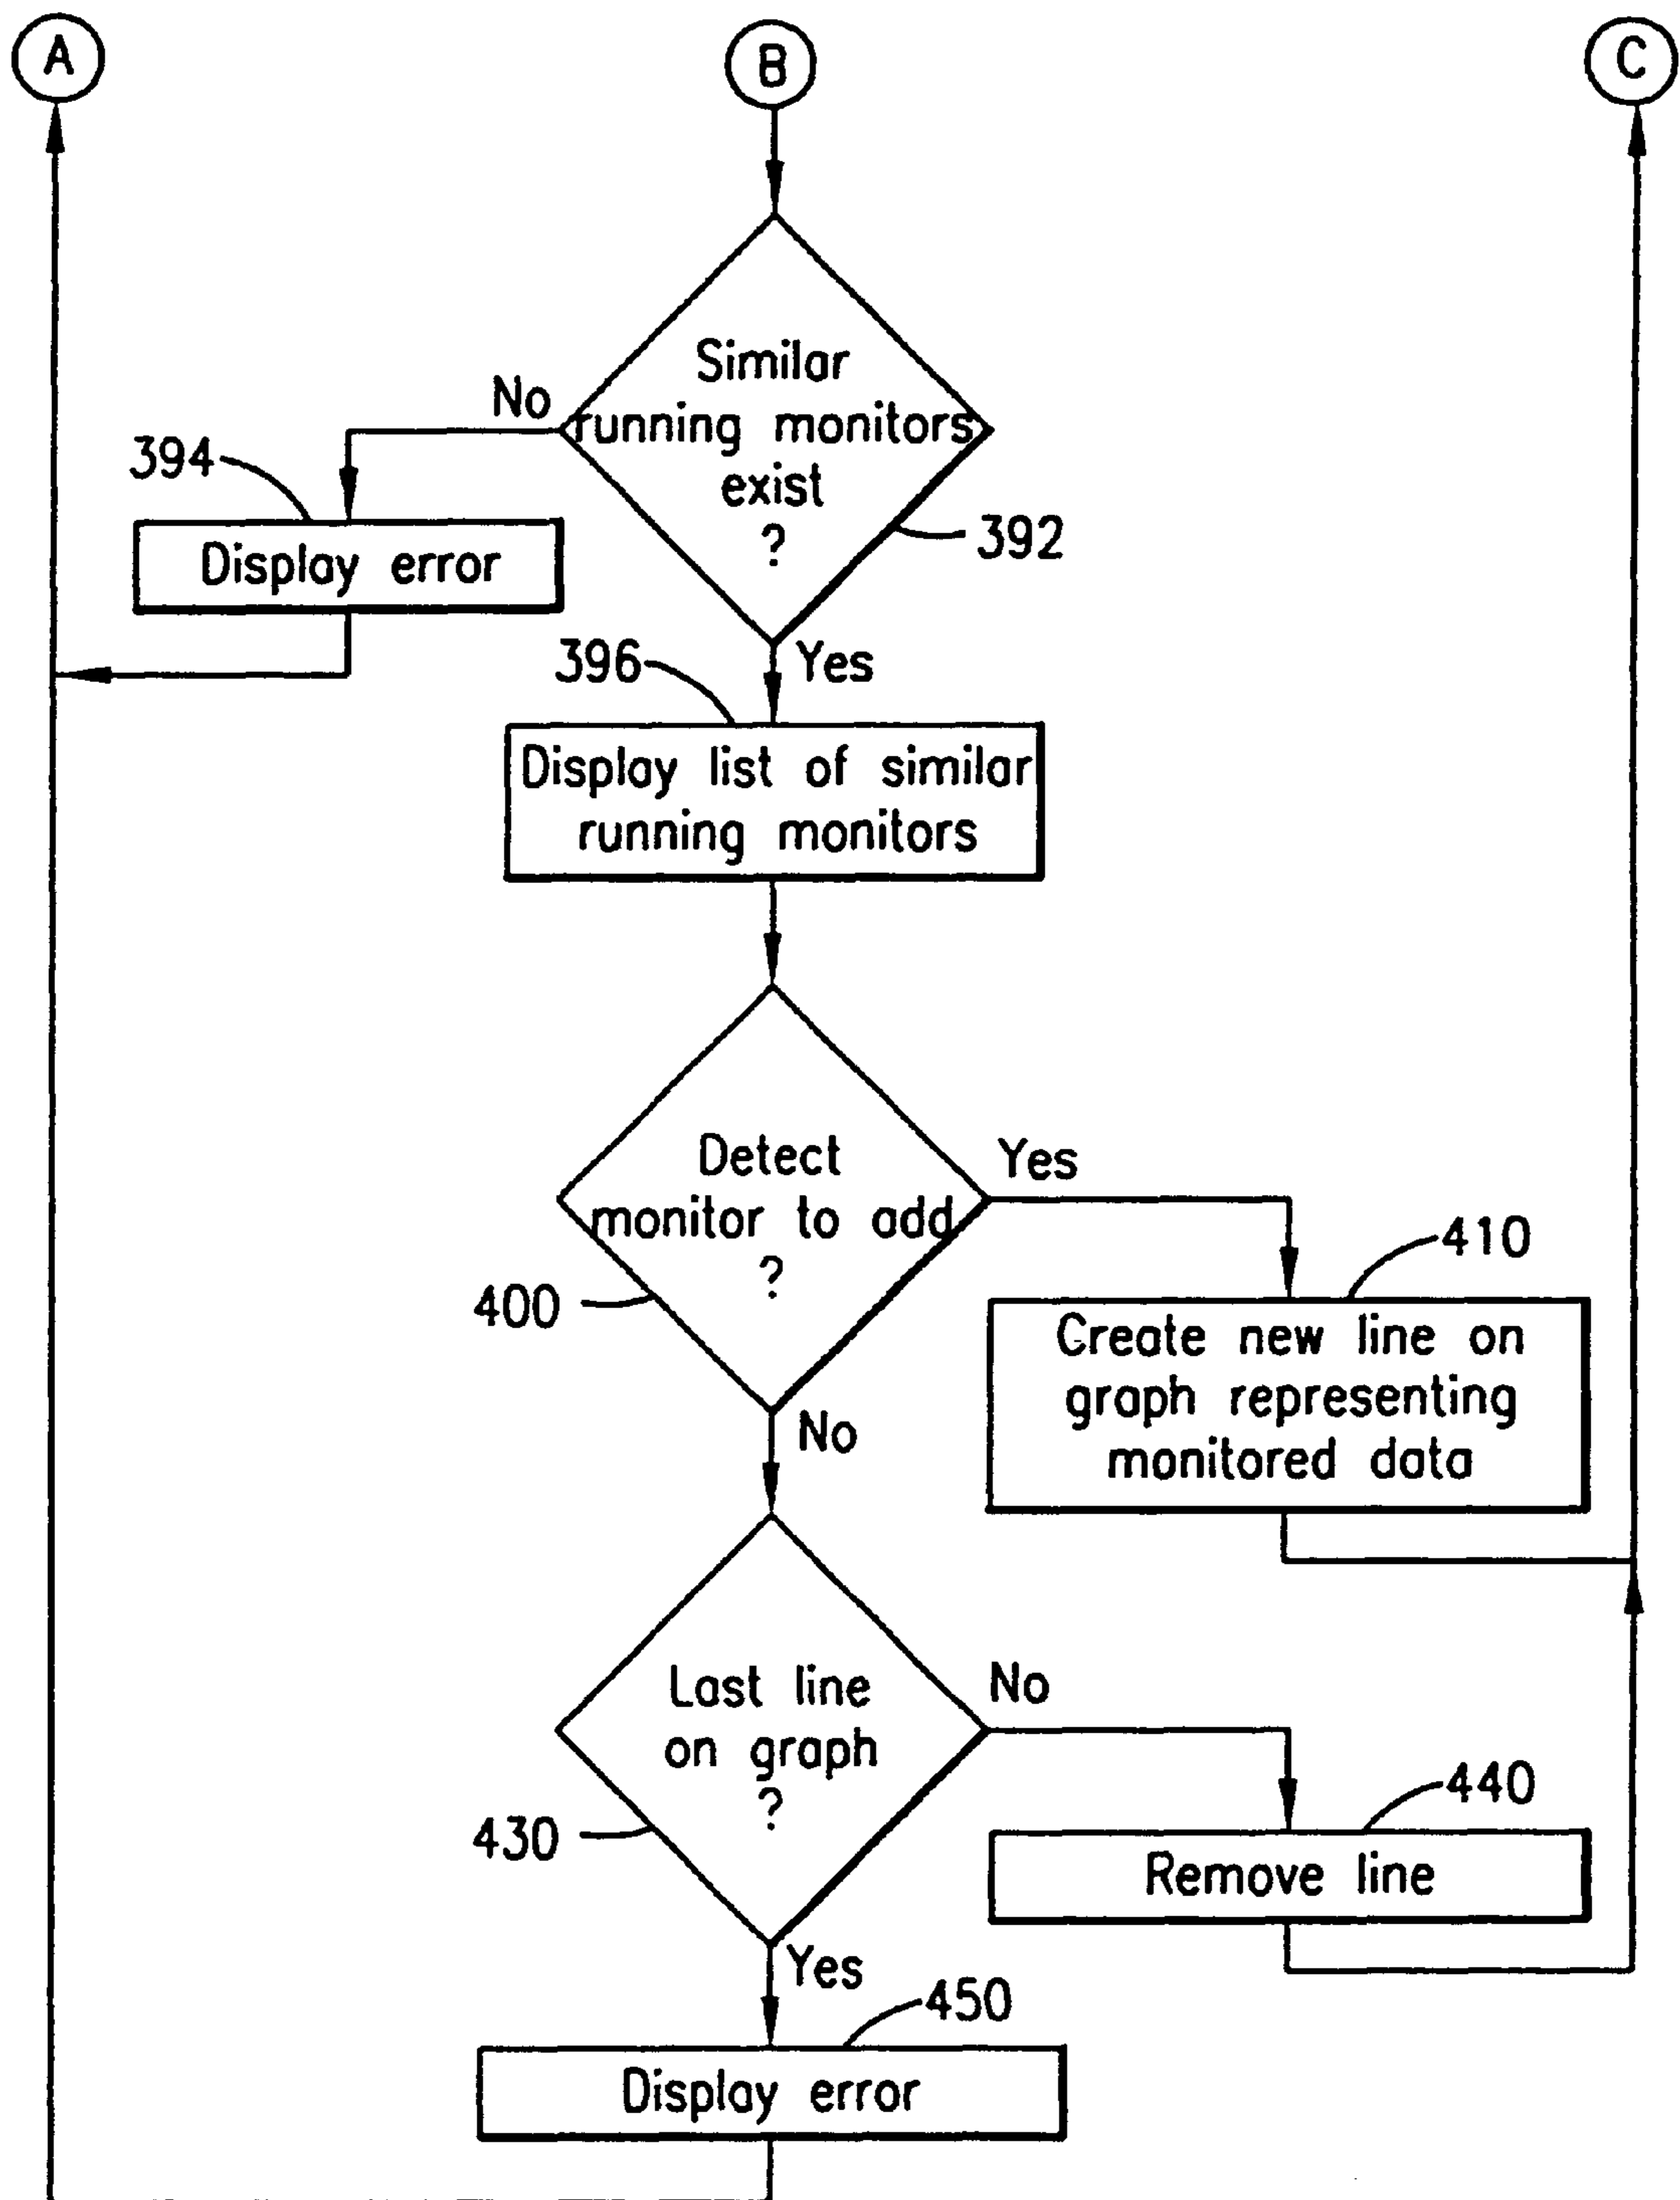 A
B
C
Similar
running monitors
exist
?
No
394
392
Display error
396
Yes
Display list of similar
running monitors
Detect
monitor to add
?
Yes
400
410
Create new line on
graph representing
monitored data
No
Last line
on graph
?
No
430
440
Remove line
Yes
450
Display error